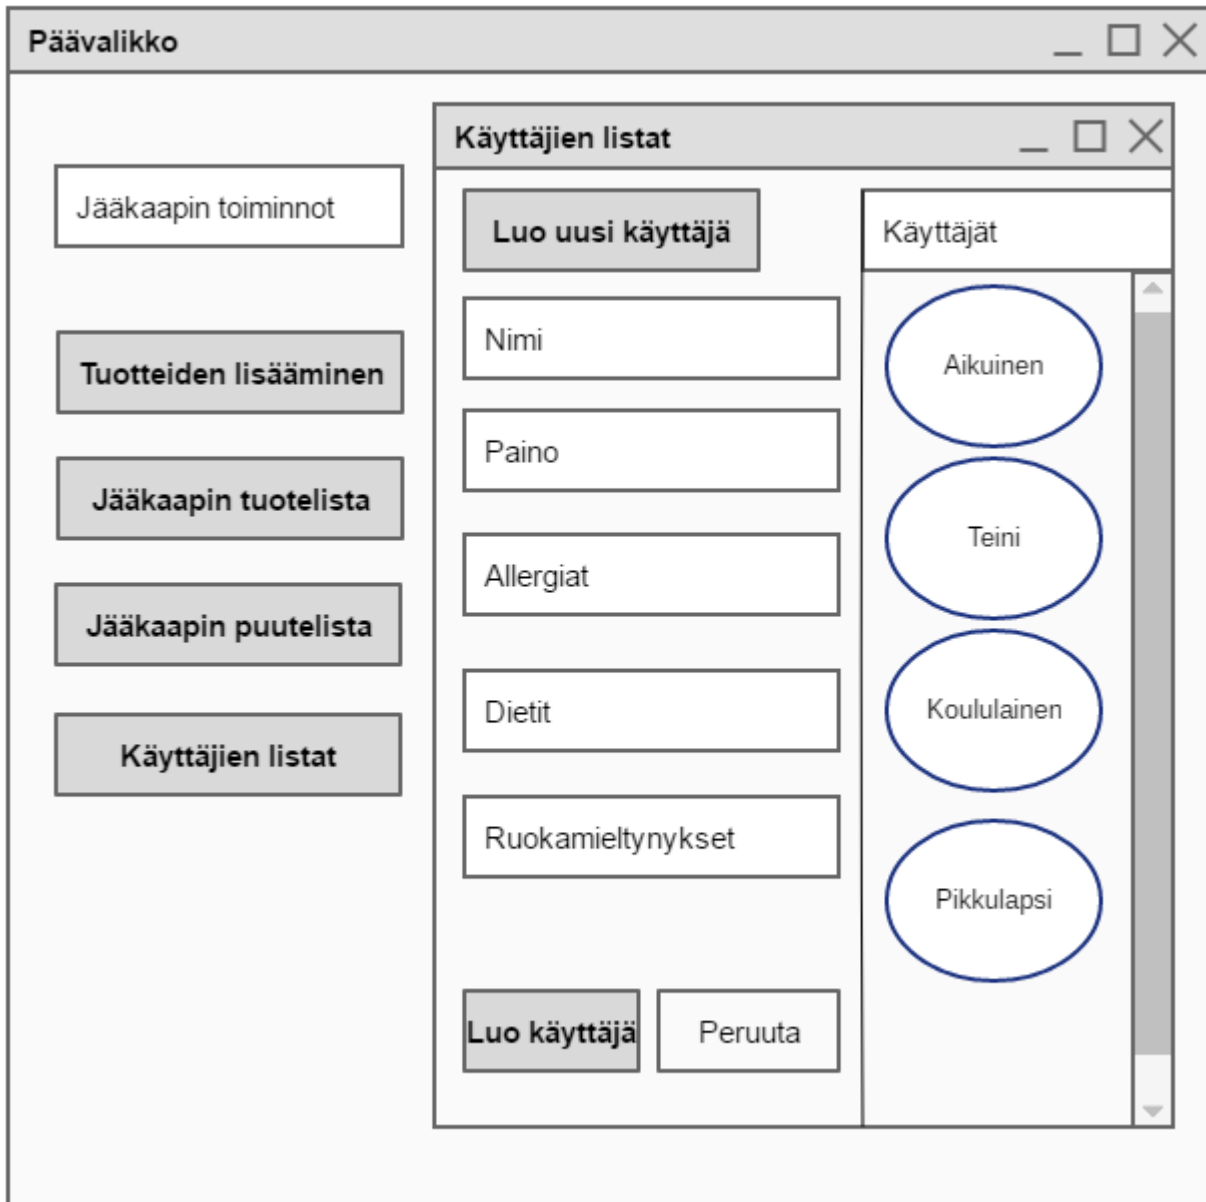 Päävalikko
Jääkaapin toiminnot
Tuotteiden lisääminen
Jääkaapin tuotelista
Jääkaapin puutelista
Käyttäjien listat
Käyttäjien listat
Luo uusi käyttäjä
Nimi
Paino
Allergiat
Dietit
Ruokamieltynykset
Luo käyttäjä
Peruuta
Käyttäjät
Aikuinen
Teini
Koululainen
Pikkulapsi